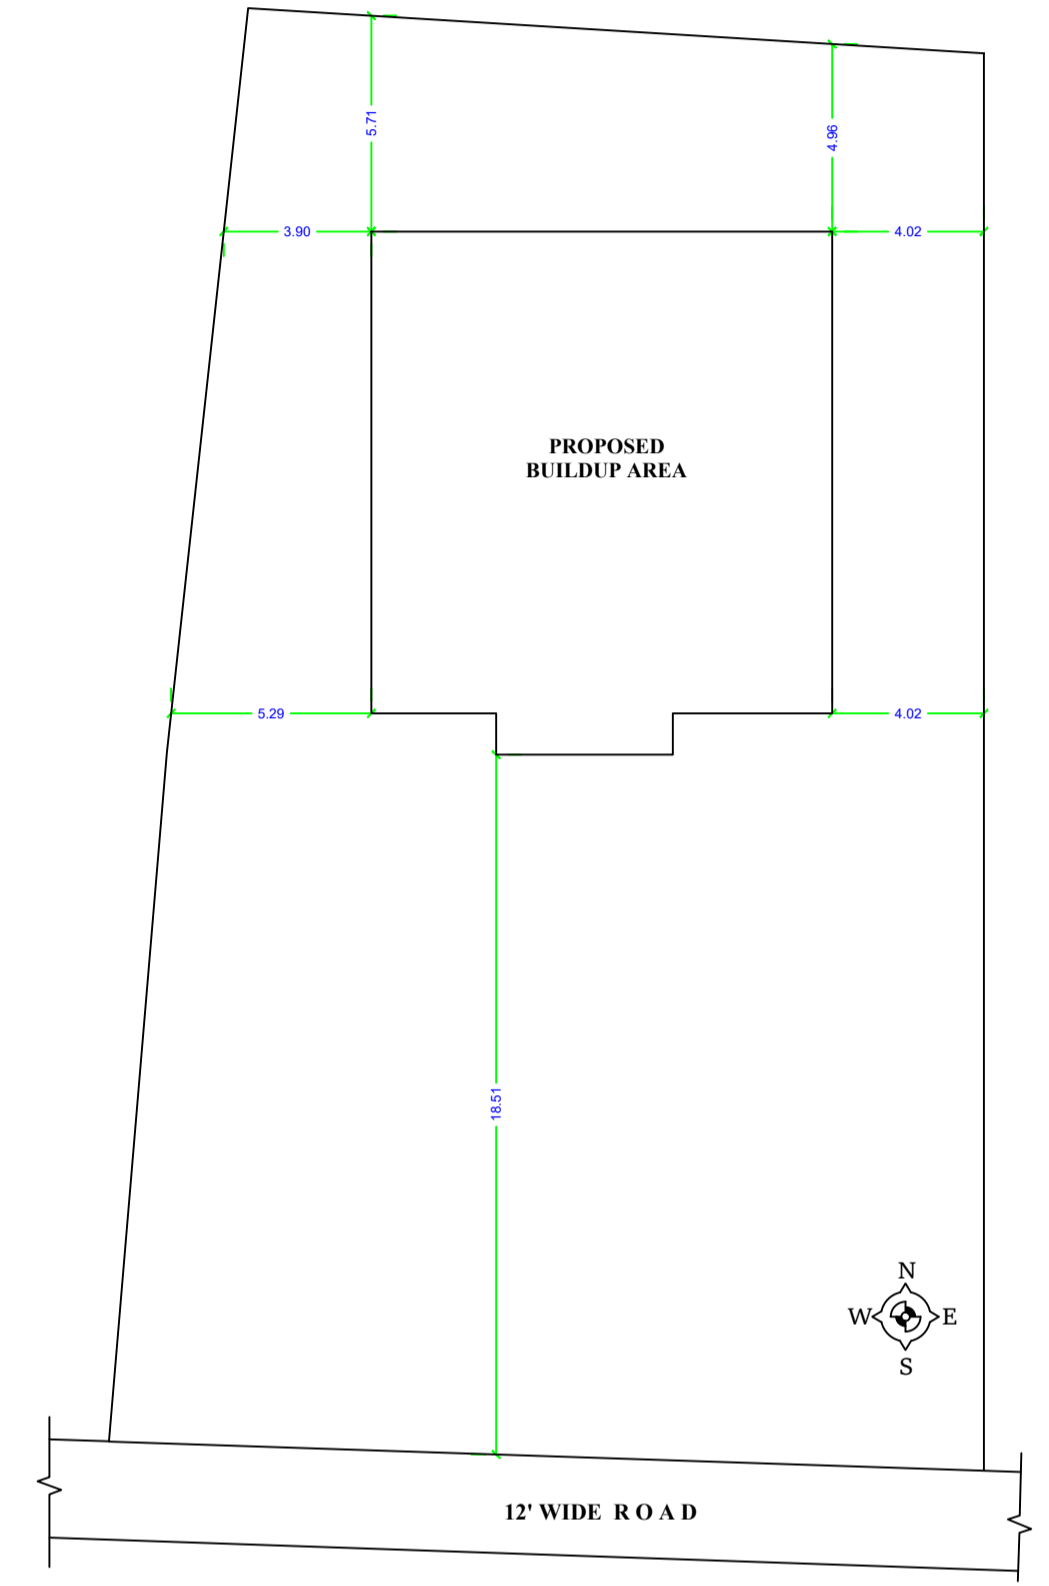 5.71
4.96
3.90
4.02
PROPOSED
BUILDUP AREA
5.29
4.02
18.51
N
W E
S
12' WIDE R O A D